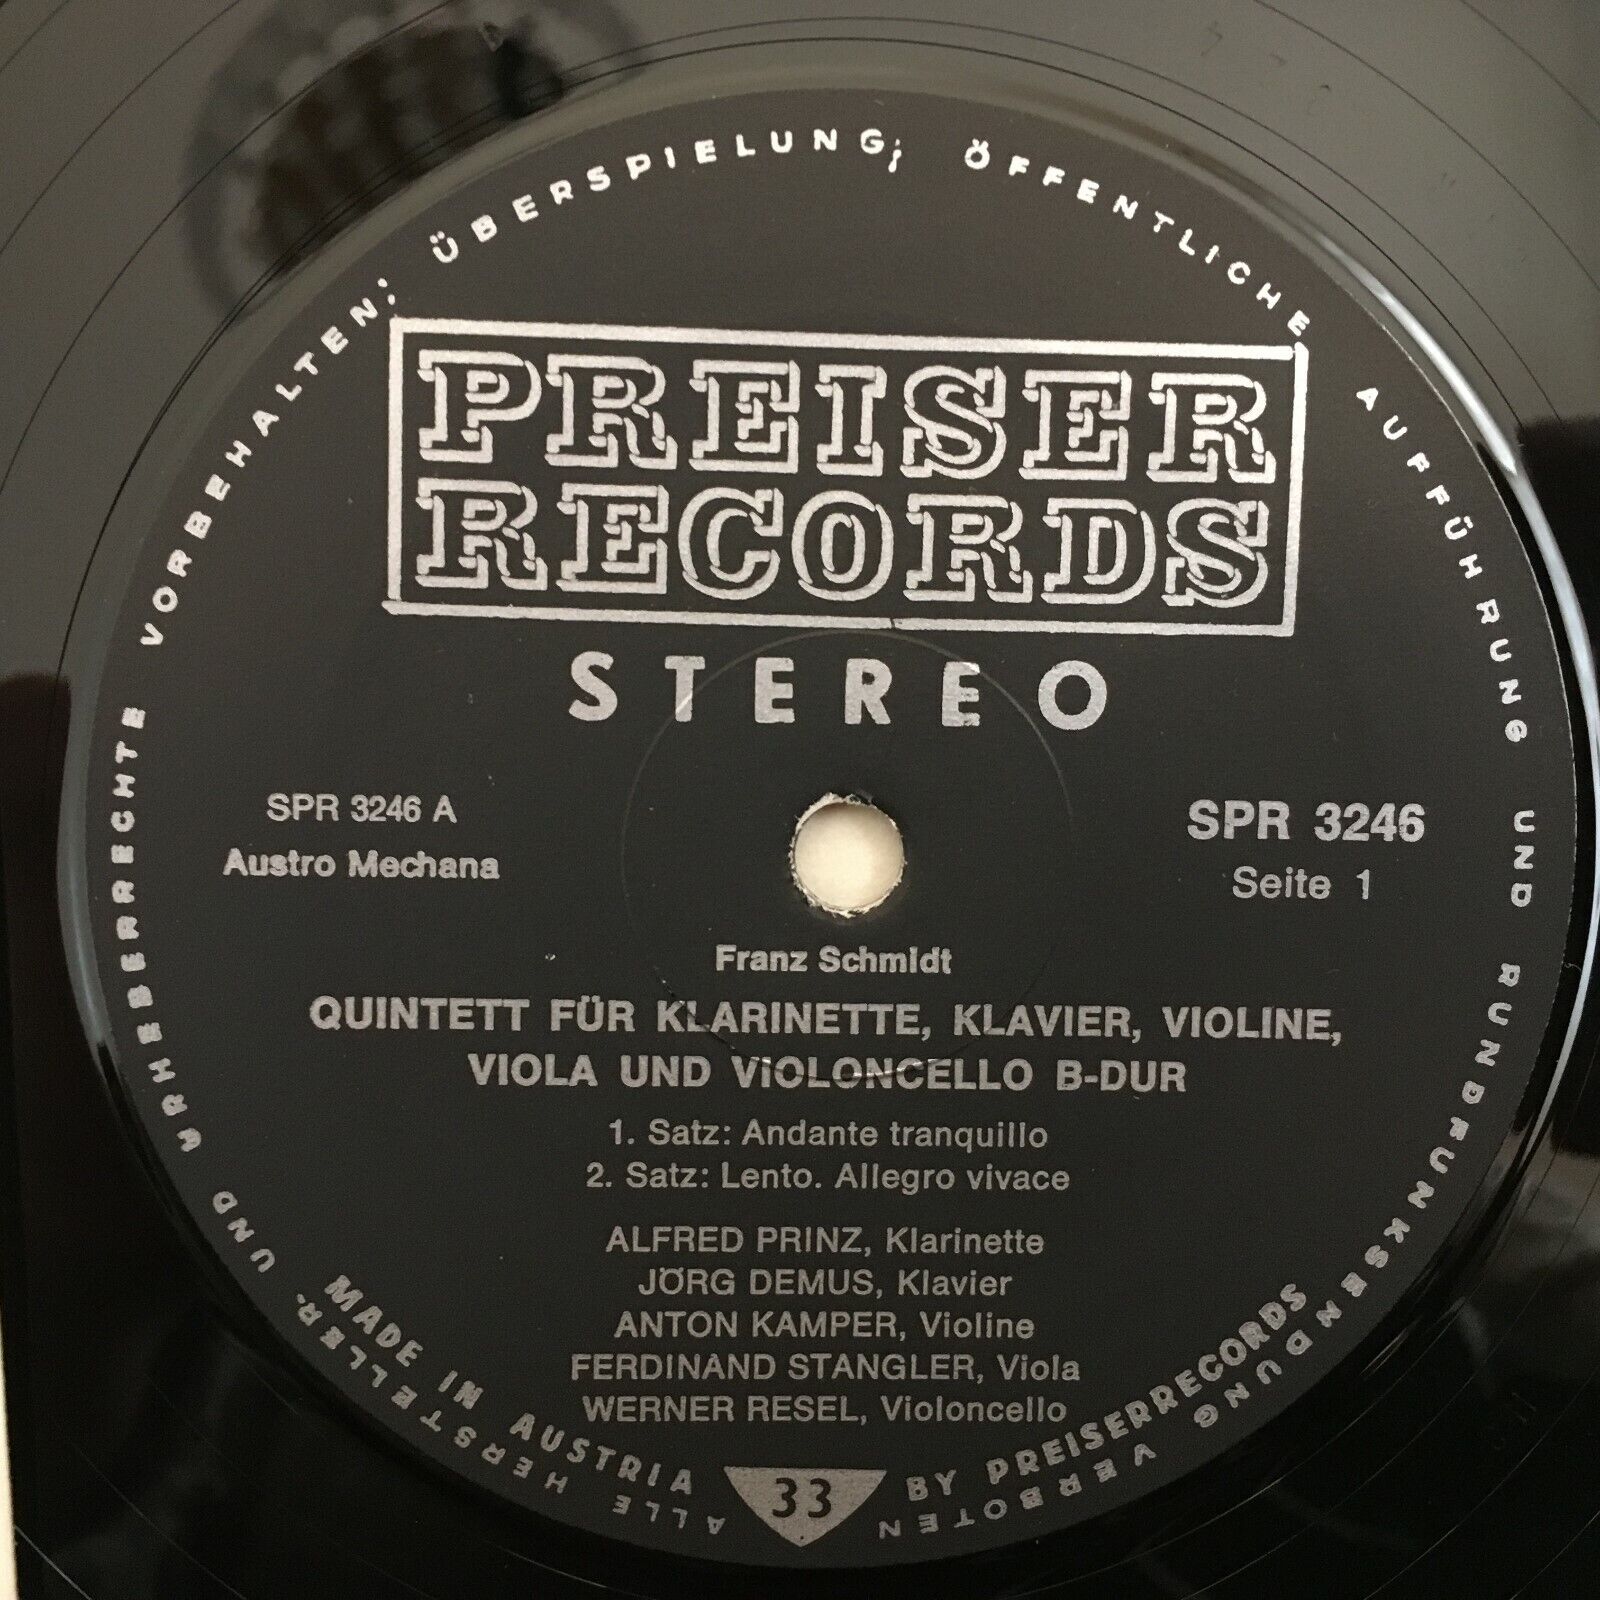 ALLE HERSTELLER- UND URHEBERRECHTE VORBEHALTEN; ÜBERSPIELUNG; ÖFFENTLICHE AUFFÜHRUNG UND RUNDFUNKSENDUNG VERBOTEN
PREISER
RECORDS
STEREO
SPR 3246 A
Austro Mechana
SPR 3246
Seite 1
Franz Schmidt
QUINTETT FÜR KLARINETTE, KLAVIER, VIOLINE,
VIOLA UND VIOLONCELLO B-DUR
1. Satz: Andante tranquillo
2. Satz: Lento. Allegro vivace
ALFRED PRINZ, Klarinette
JÖRG DEMUS, Klavier
ANTON KAMPER, Violine
FERDINAND STANGLER, Viola
WERNER RESEL, Violoncello
MADE IN AUSTRIA
33
BY PREISERRECORDS